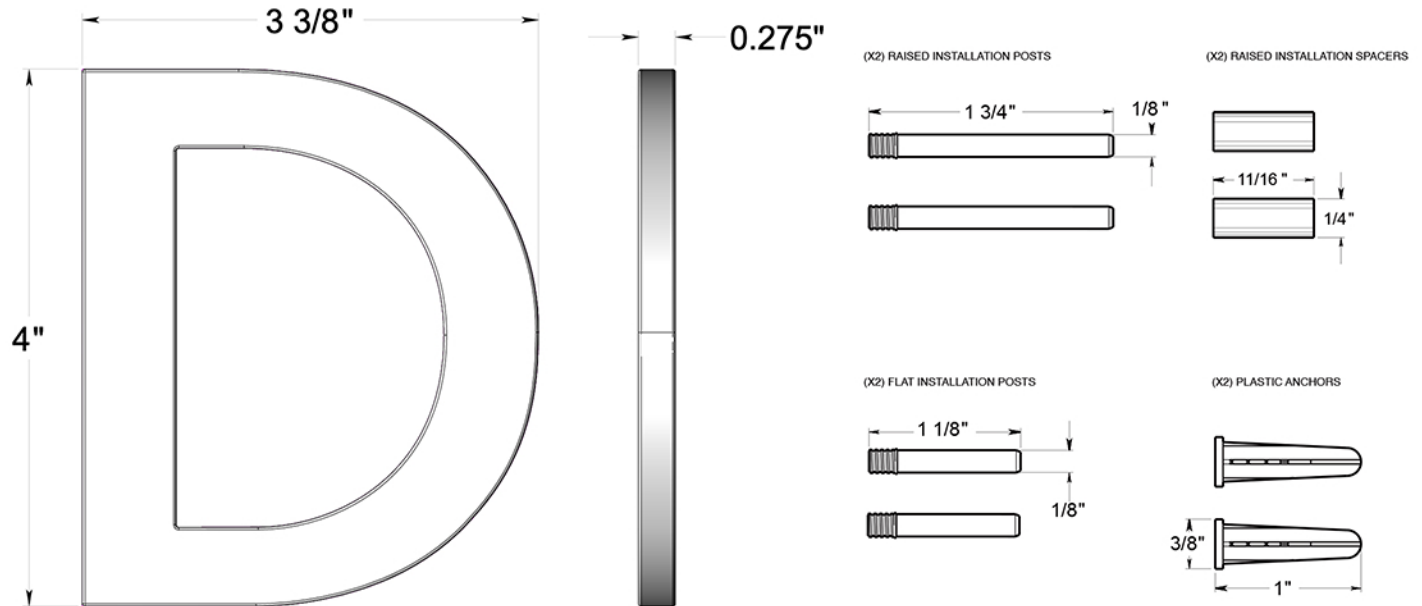 3 3/8"
4"
0.275"
(X2) RAISED INSTALLATION POSTS
1 3/4"
1/8"
(X2) RAISED INSTALLATION SPACERS
11/16"
1/4"
(X2) FLAT INSTALLATION POSTS
1 1/8"
1/8"
(X2) PLASTIC ANCHORS
3/8"
1"